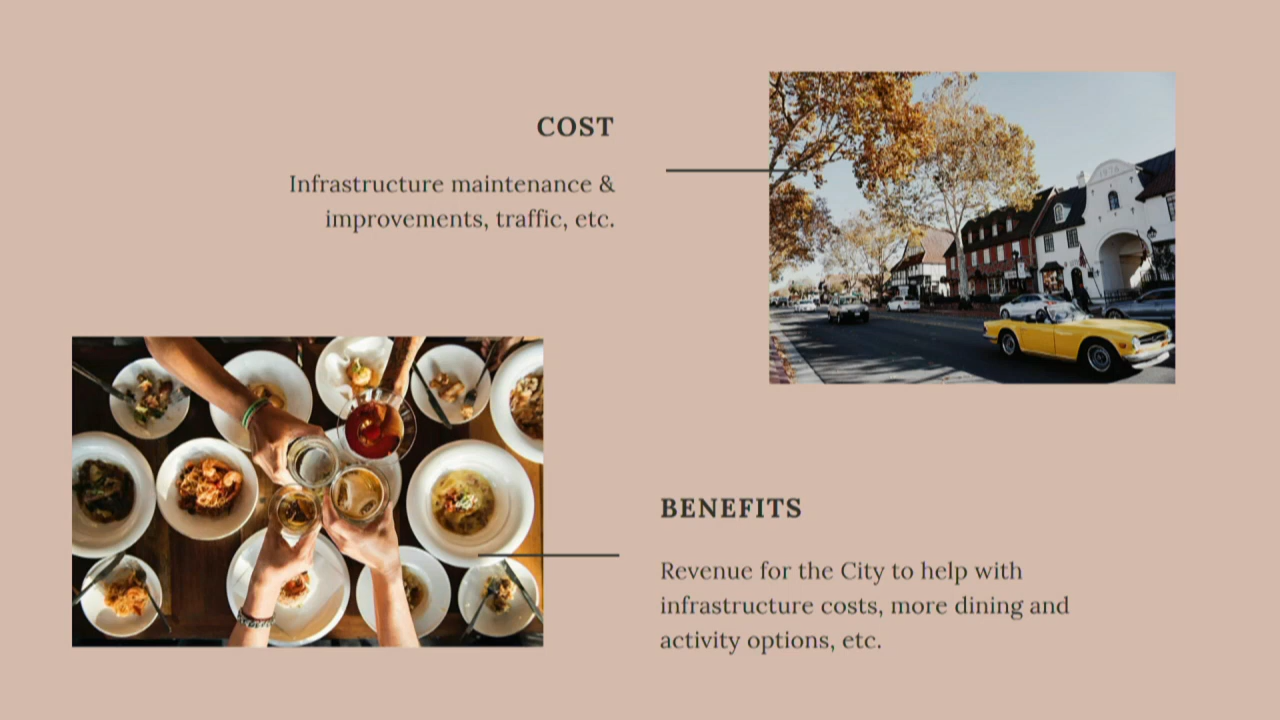 COST
Infrastructure maintenance &
improvements, traffic, etc.
BENEFITS
Revenue for the City to help with
infrastructure costs, more dining and
activity options, etc.